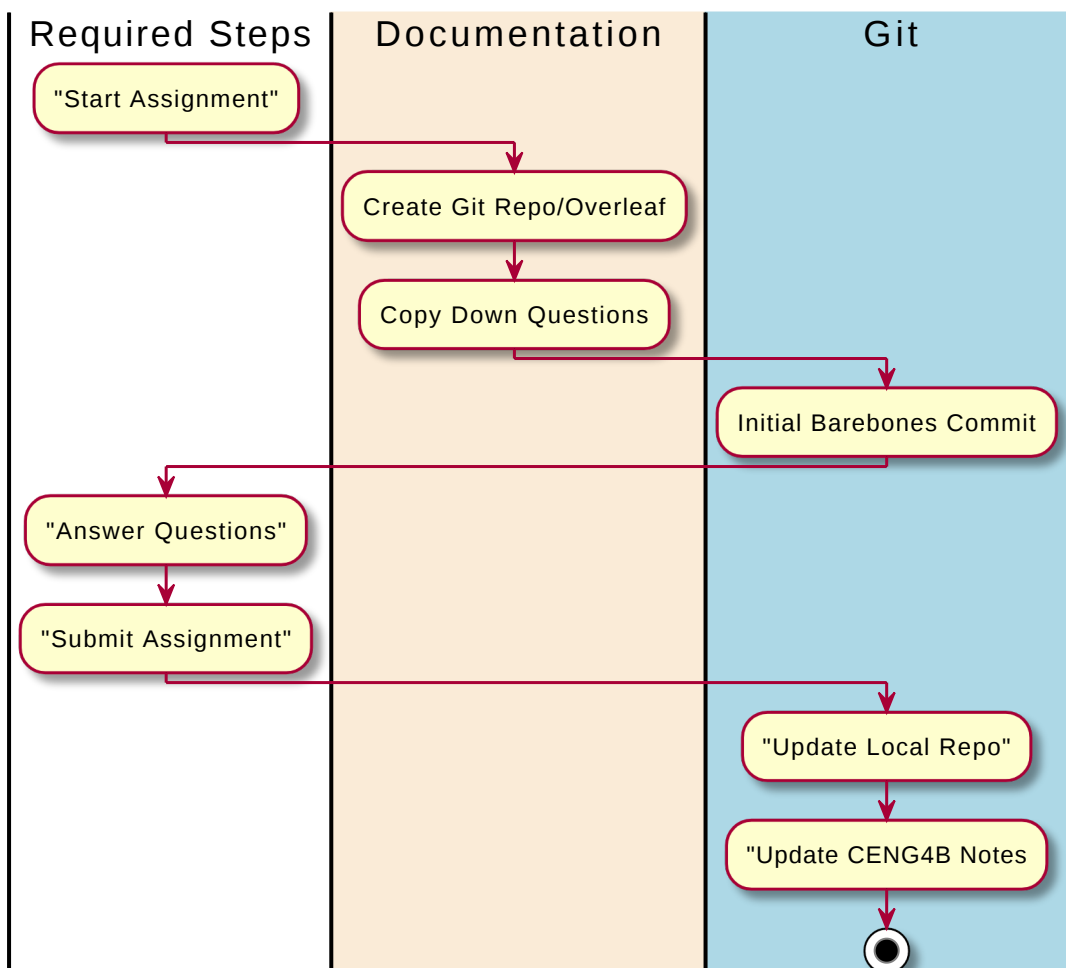 Required Steps
Documentation
Git
"Start Assignment"
Create Git Repo/Overleaf
Copy Down Questions
Initial Barebones Commit
"Answer Questions"
"Submit Assignment"
"Update Local Repo"
"Update CENG4B Notes